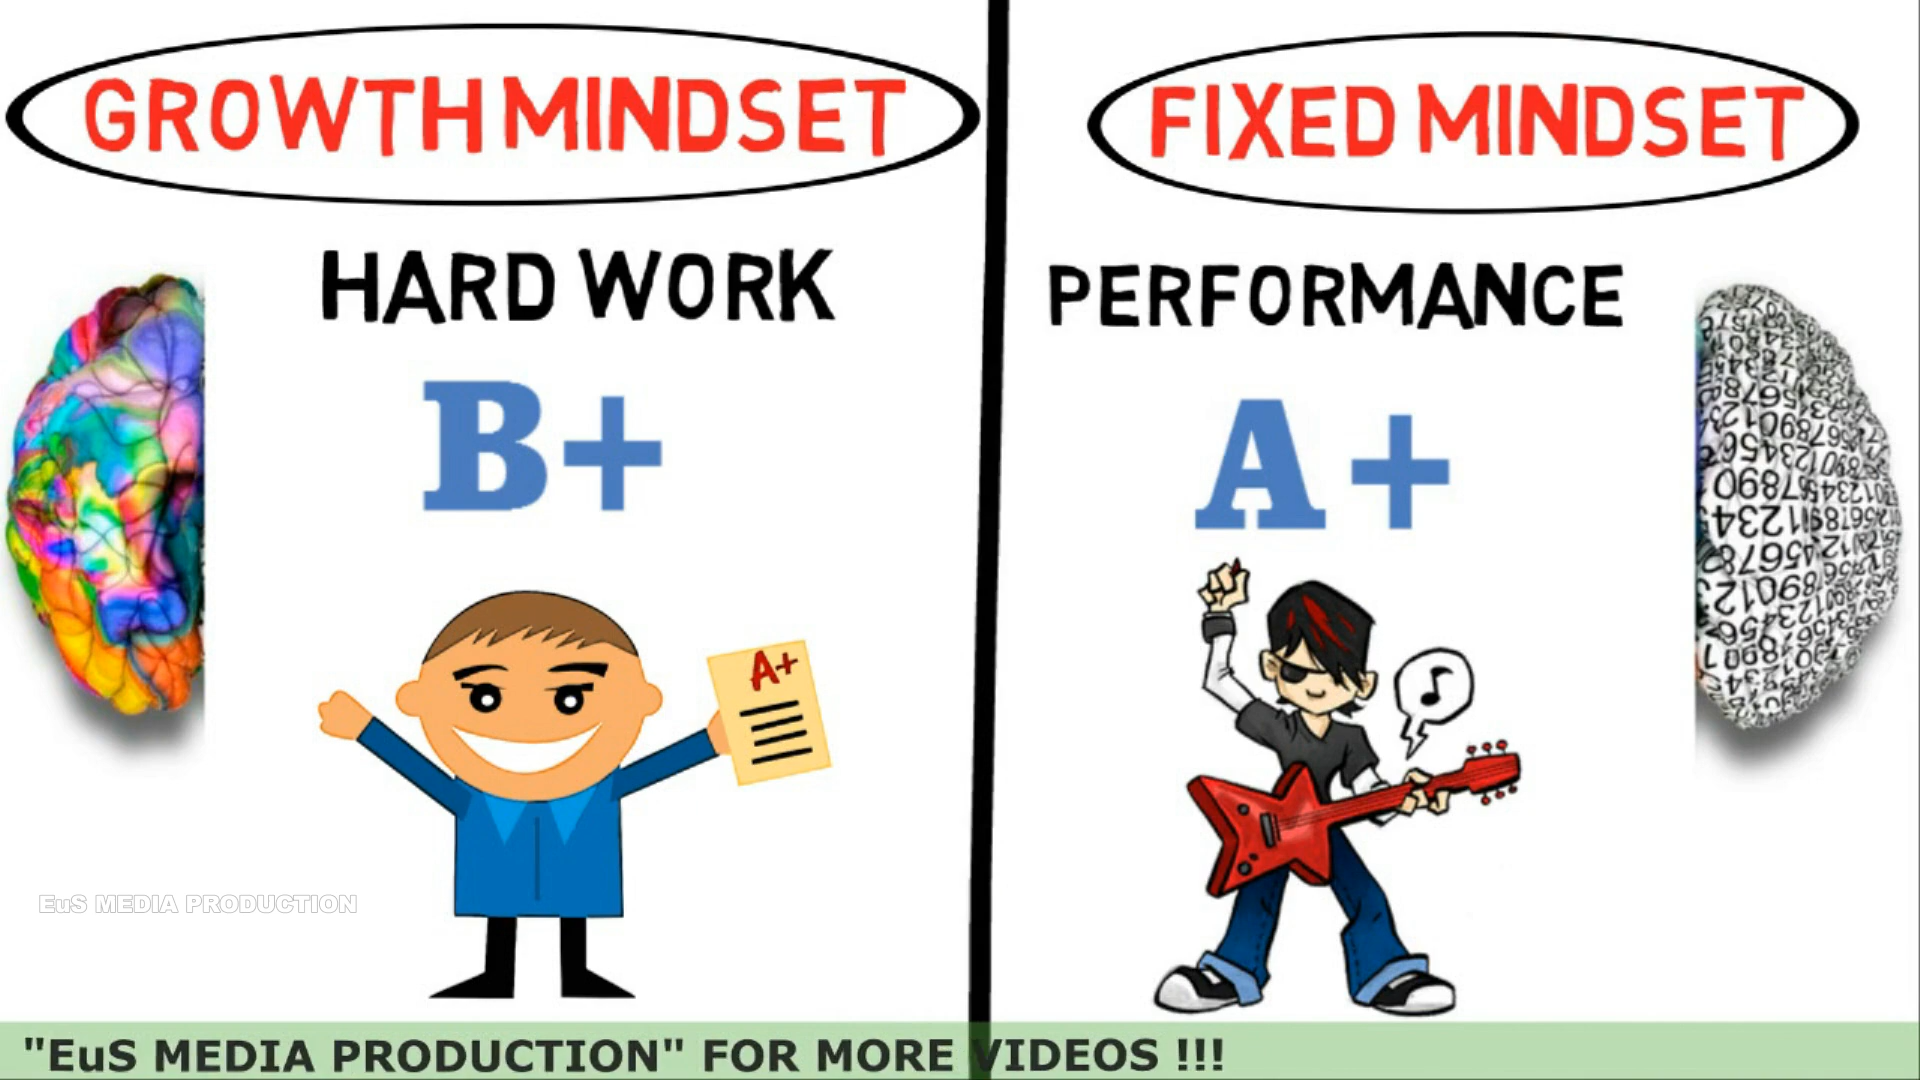 GROWTH MINDSET
HARD WORK
B+
A+
EuS MEDIA PRODUCTION
FIXED MINDSET
PERFORMANCE
A+
"EuS MEDIA PRODUCTION" FOR MORE VIDEOS !!!